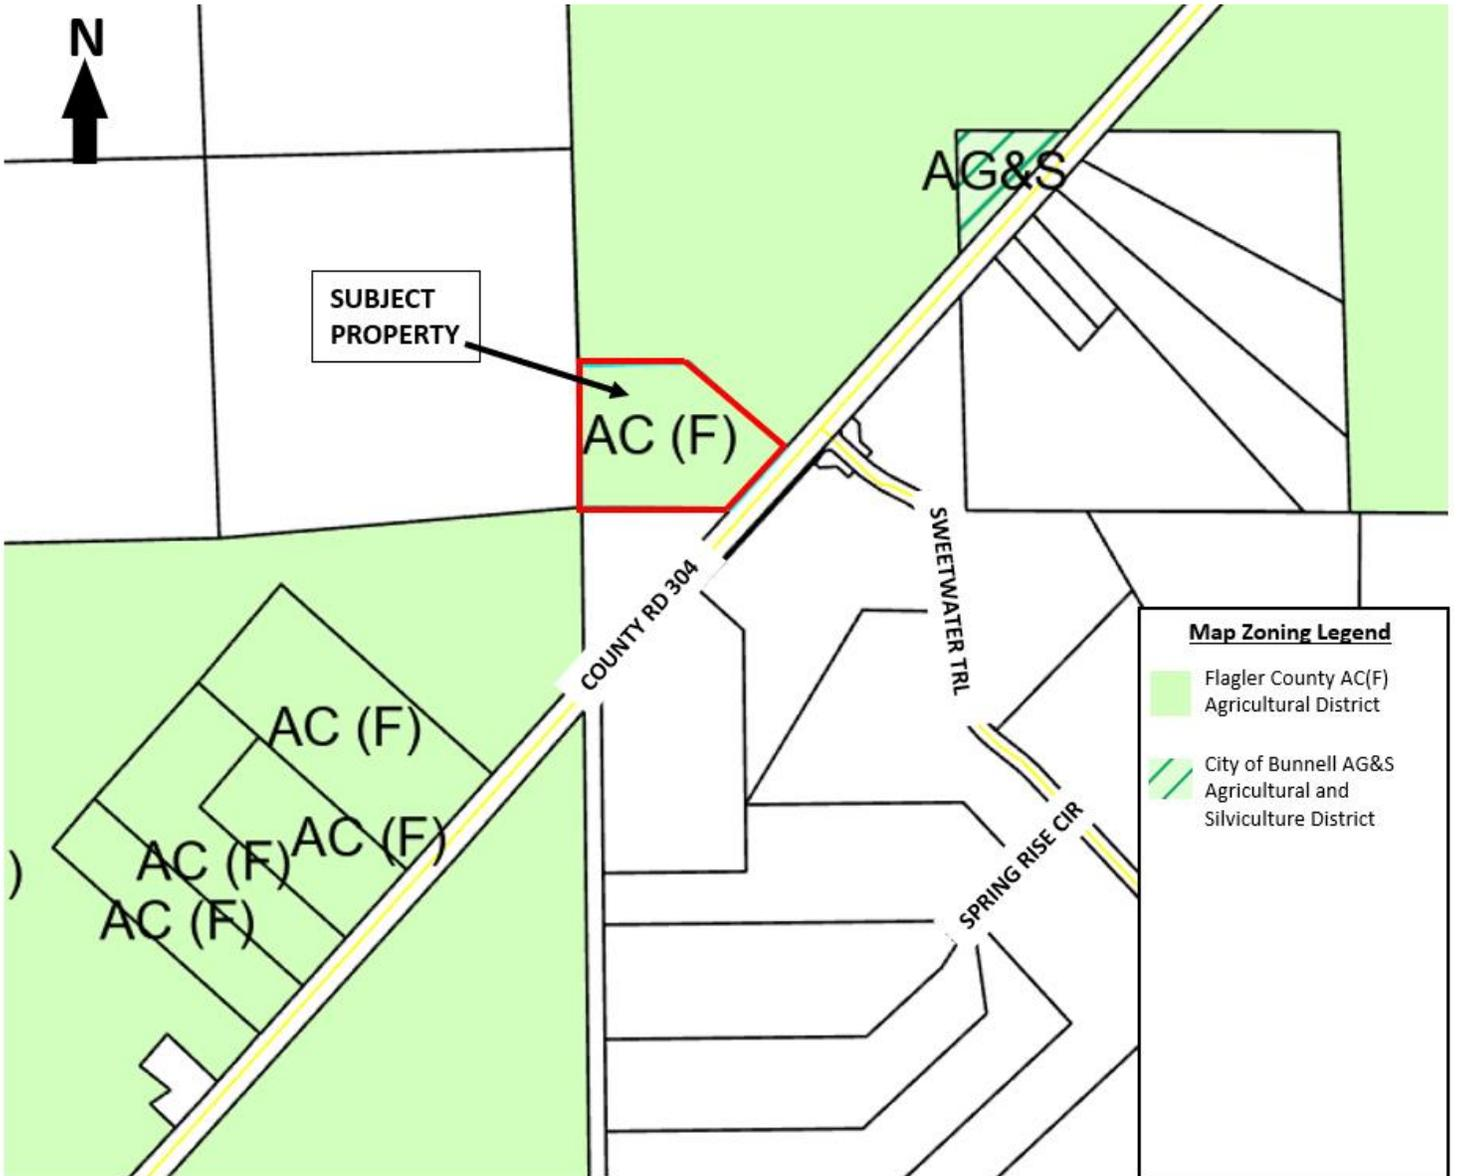 N
AG&S
SUBJECT
PROPERTY
AC (F)
SWEETWATER TRL
COUNTY RD 304
Map Zoning Legend
Flagler County AC(F)
Agricultural District
City of Bunnell AG&S
Agricultural and
Silviculture District
AC (F)
AC (F)
AC (F)
AC (F)
)
SPRING RISE CIR